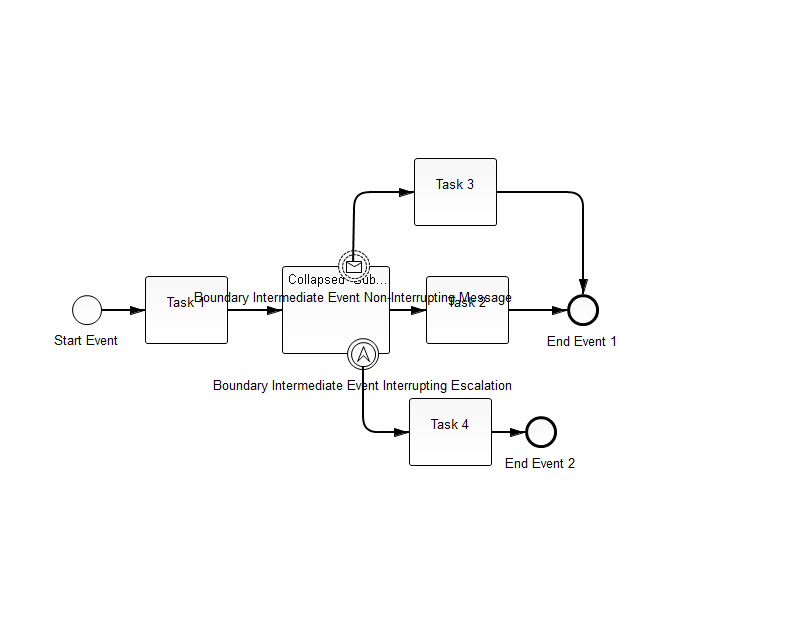 Task 3
Collapsed Sub...
Boundary Intermediate Event Non-Interrupting Message
Task 1
Task 2
Start Event
End Event 1
Boundary Intermediate Event Interrupting Escalation
Task 4
End Event 2